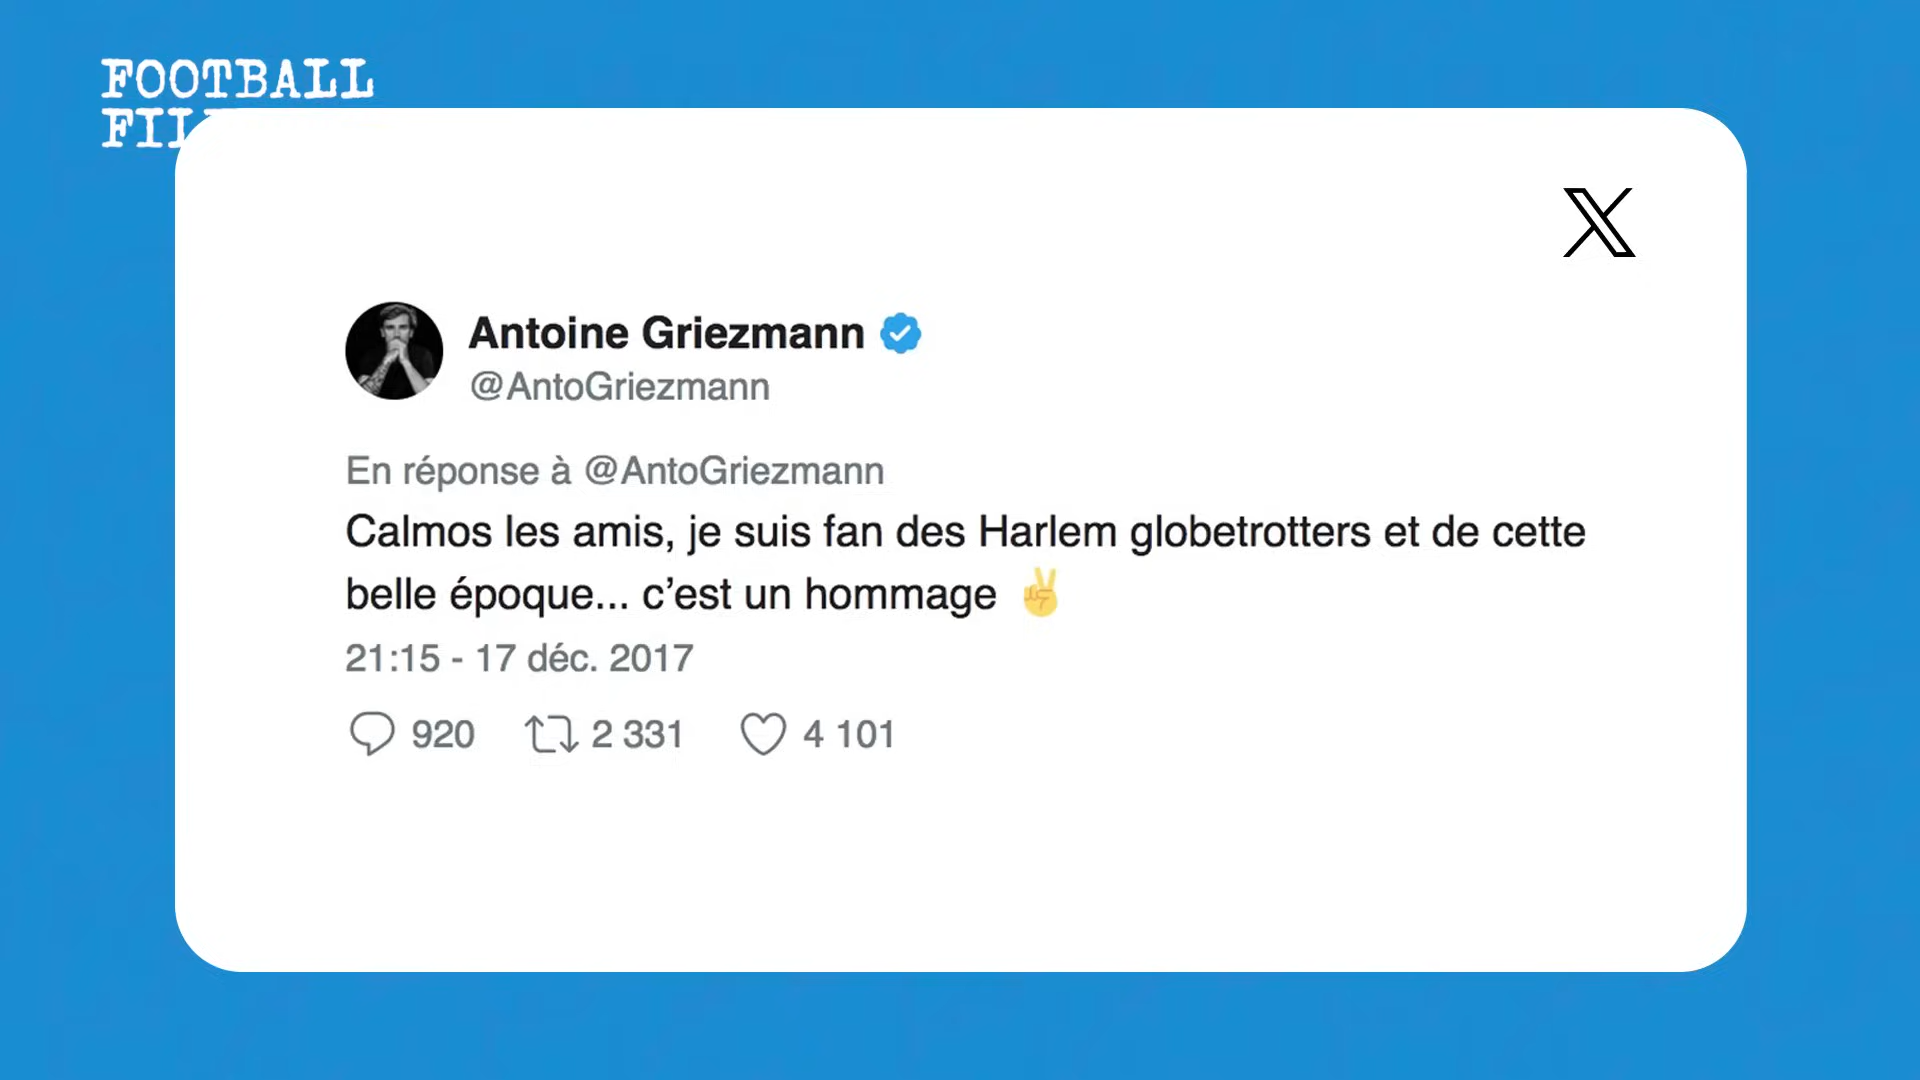 FOOTBALL
FIL
Antoine Griezmann
@AntoGriezmann
En réponse à @AntoGriezmann
Calmos les amis, je suis fan des Harlem globetrotters et de cette
belle époque... c’est un hommage ✌
21:15 - 17 déc. 2017
920 2 331 4 101